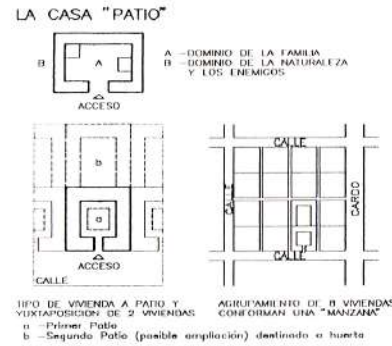 LA CASA "PATIO"
A
B
A - DOMINIO DE LA FAMILIA
B - DOMINIO DE LA NATURALEZA
Y LOS ENEMIGOS
ACCESO
b
a
ACCESO
CALLE
CALLE
CALLE
CARDO
CALLE
TIPO DE VIVIENDA A PATIO Y
YUXTAPOSICION DE 2 VIVIENDAS
a - Primer Patio
b - Segundo Patio (posible ampliación) destinado a huerta
AGRUPAMIENTO DE 8 VIVIENDAS
CONFORMAN UNA "MANZANA"